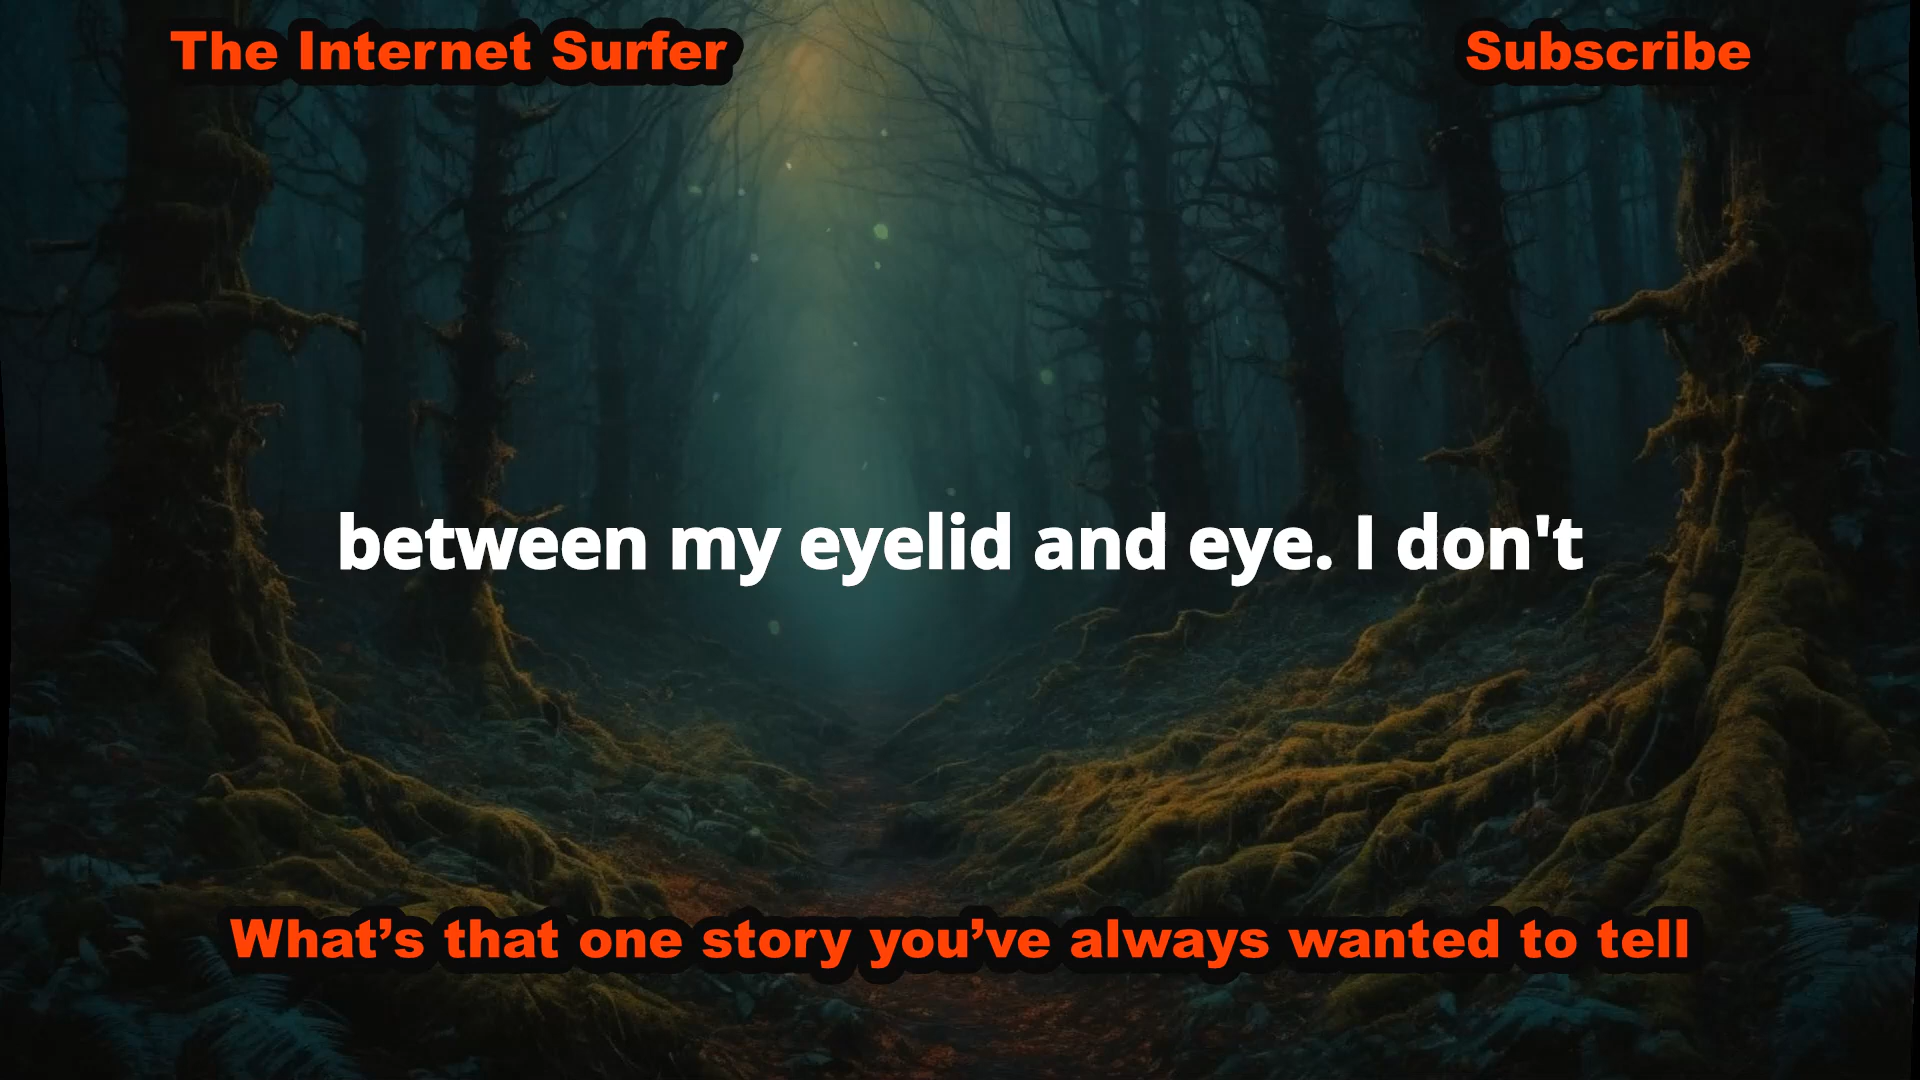 The Internet Surfer
Subscribe
between my eyelid and eye. I don't
What’s that one story you’ve always wanted to tell